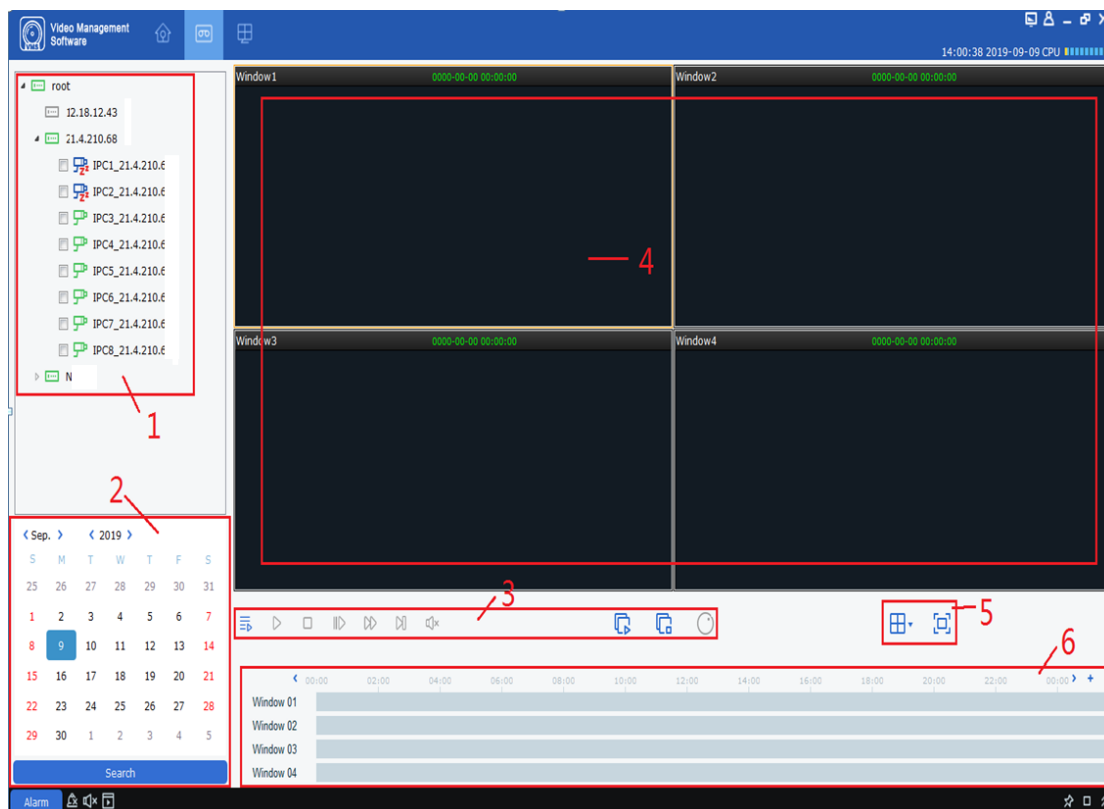 Video Management
Software
14:00:38 2019-09-09 CPU
root
12.18.12.43
21.4.210.68
IPC1_21.4.210.6
IPC2_21.4.210.6
IPC3_21.4.210.6
IPC4_21.4.210.6
IPC5_21.4.210.6
IPC6_21.4.210.6
IPC7_21.4.210.6
IPC8_21.4.210.6
N
1
Window1 0000-00-00 00:00:00
Window2 0000-00-00 00:00:00
4
Window3 0000-00-00 00:00:00
Window4 0000-00-00 00:00:00
2
Sep. 2019
S M T W T F S
25 26 27 28 29 30 31
1 2 3 4 5 6 7
8 9 10 11 12 13 14
15 16 17 18 19 20 21
22 23 24 25 26 27 28
29 30 1 2 3 4 5
Search
3
5
6
00:00 02:00 04:00 06:00 08:00 10:00 12:00 14:00 16:00 18:00 20:00 22:00 00:00
Window 01
Window 02
Window 03
Window 04
Alarm